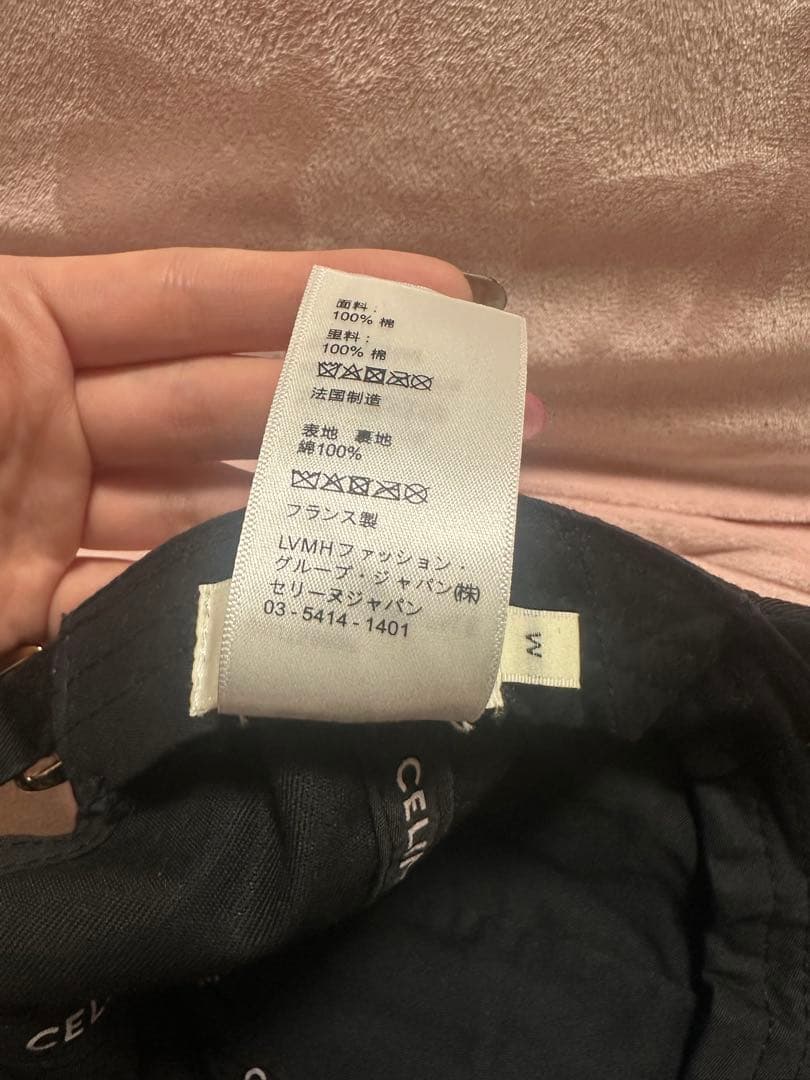 面料:
100% 棉
里料:
100% 棉
法国制造
表地 裏地
綿100%
フランス製
LVMHファッション・
グループ・ジャパン(株)
セリーヌジャパン
03-5414-1401
M
CELIN
CEL